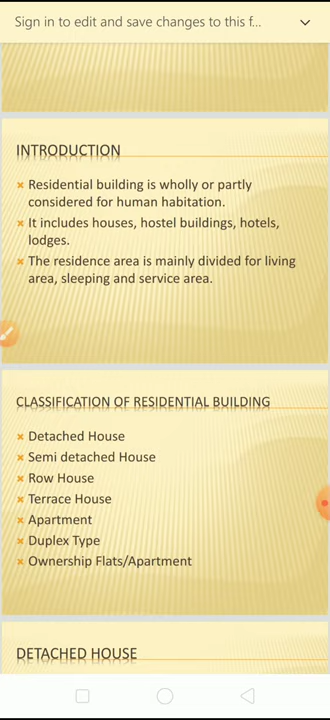 Sign in to edit and save changes to this f...
INTRODUCTION
Residential building is wholly or partly
considered for human habitation.
It includes houses, hostel buildings, hotels,
lodges.
The residence area is mainly divided for living
area, sleeping and service area.
CLASSIFICATION OF RESIDENTIAL BUILDING
Detached House
Semi detached House
Row House
Terrace House
Apartment
Duplex Type
Ownership Flats/Apartment
DETACHED HOUSE